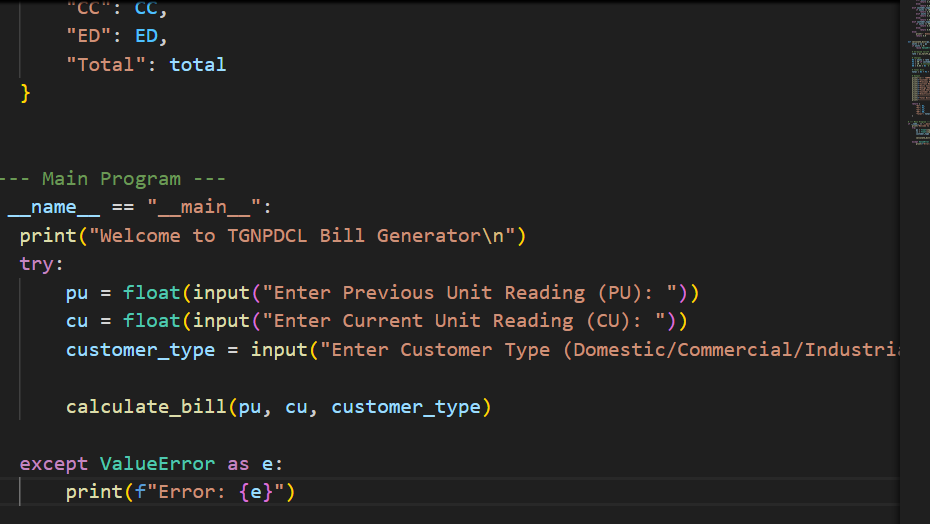 "CC": CC,
"ED": ED,
"Total": total
}
--- Main Program ---
__name__ == "__main__":
print("Welcome to TGNPDCL Bill Generator\n")
try:
pu = float(input("Enter Previous Unit Reading (PU): "))
cu = float(input("Enter Current Unit Reading (CU): "))
customer_type = input("Enter Customer Type (Domestic/Commercial/Industria
calculate_bill(pu, cu, customer_type)
except ValueError as e:
print(f"Error: {e}")